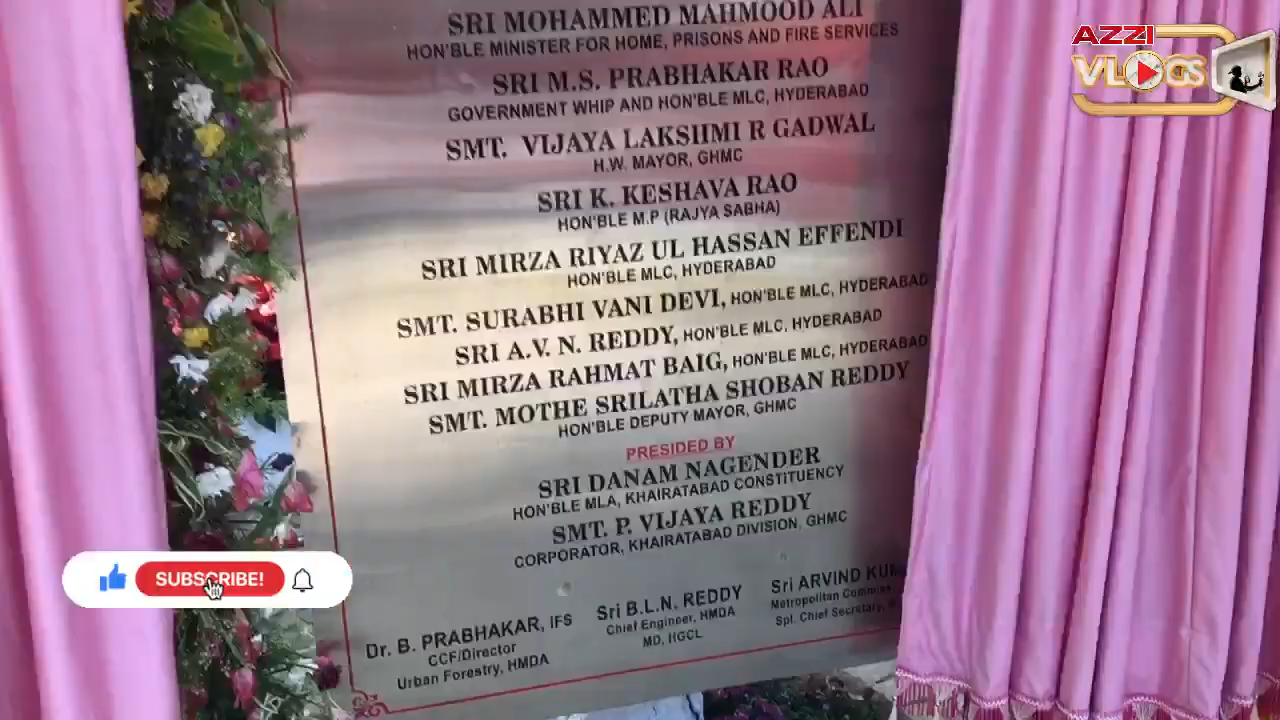 AZZI
VLOGS
SRI MOHAMMED MAHMOOD ALI
HON'BLE MINISTER FOR HOME, PRISONS AND FIRE SERVICES
SRI M.S. PRABHAKAR RAO
GOVERNMENT WHIP AND HON'BLE MLC, HYDERABAD
SMT. VIJAYA LAKSHMI R GADWAL
H.W. MAYOR, GHMC
SRI K. KESHAVA RAO
HON'BLE M.P (RAJYA SABHA)
SRI MIRZA RIYAZ UL HASSAN EFFENDI
HON'BLE MLC, HYDERABAD
SMT. SURABHI VANI DEVI, HON'BLE MLC, HYDERABAD
SRI A.V. N. REDDY, HON'BLE MLC, HYDERABAD
SRI MIRZA RAHMAT BAIG, HON'BLE MLC, HYDERABAD
SMT. MOTHE SRILATHA SHOBAN REDDY
HON'BLE DEPUTY MAYOR, GHMC
PRESIDED BY
SRI DANAM NAGENDER
HON'BLE MLA, KHAIRATABAD CONSTITUENCY
SMT. P. VIJAYA REDDY
CORPORATOR, KHAIRATABAD DIVISION, GHMC
SUBSCRIBE!
Dr. B. PRABHAKAR, IFS
CCF/Director
Urban Forestry, HMDA
Sri B.L.N. REDDY
Chief Engineer, HMDA
MD, HGCL
Sri ARVIND
Metropolitan
Spl. Chief Secretary,